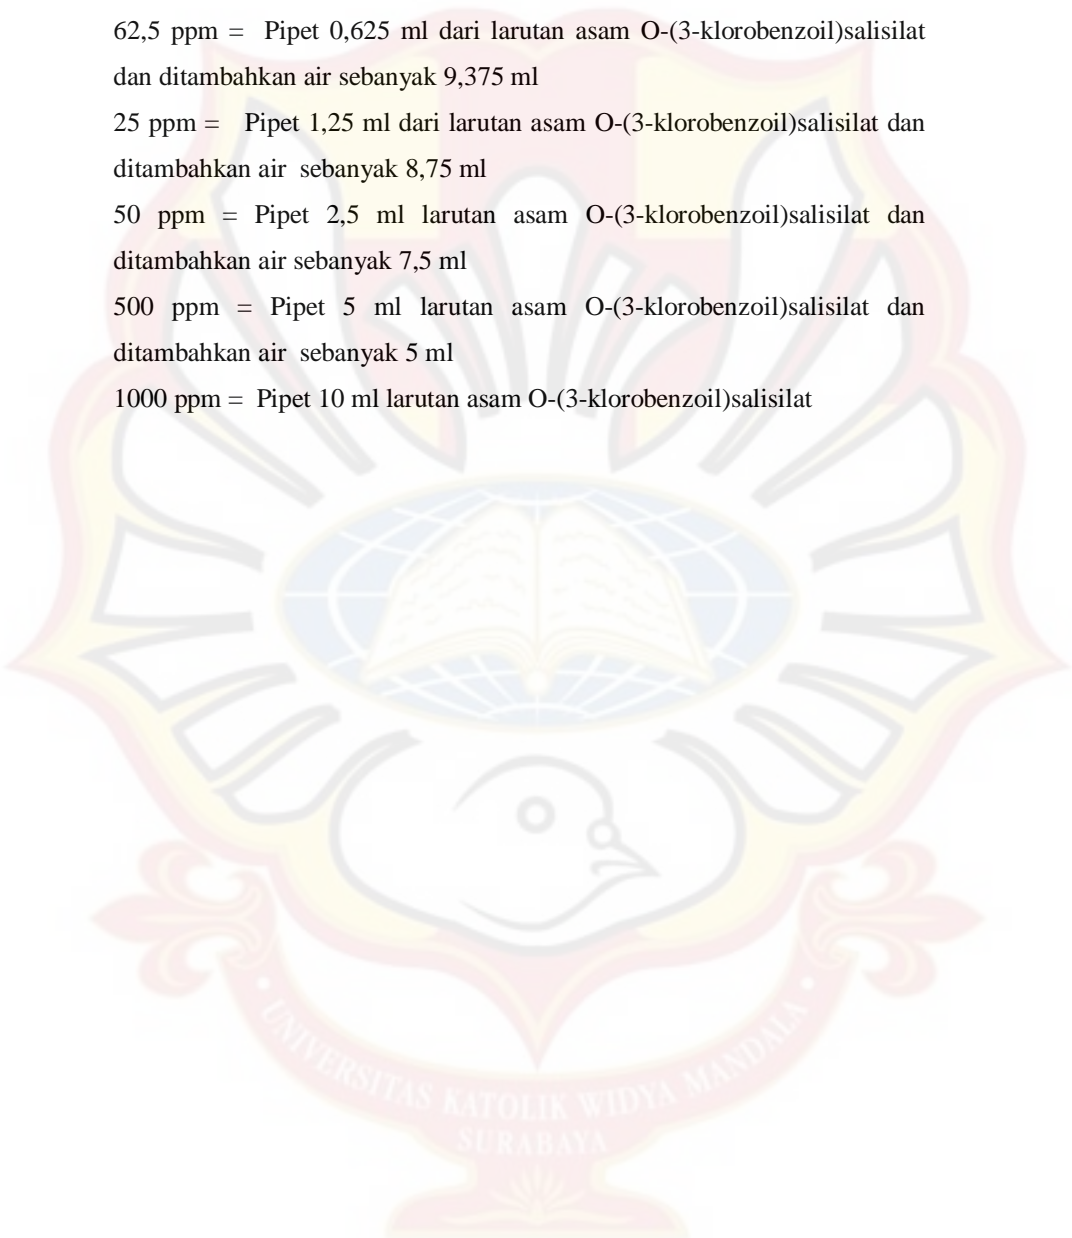 62,5 ppm = Pipet 0,625 ml dari larutan asam O-(3-klorobenzoil)salisilat
dan ditambahkan air sebanyak 9,375 ml
25 ppm = Pipet 1,25 ml dari larutan asam O-(3-klorobenzoil)salisilat dan
ditambahkan air sebanyak 8,75 ml
50 ppm = Pipet 2,5 ml larutan asam O-(3-klorobenzoil)salisilat dan
ditambahkan air sebanyak 7,5 ml
500 ppm = Pipet 5 ml larutan asam O-(3-klorobenzoil)salisilat dan
ditambahkan air sebanyak 5 ml
1000 ppm = Pipet 10 ml larutan asam O-(3-klorobenzoil)salisilat
• UNIVERSITAS KATOLIK WIDYA MANDALA •
SURABAYA